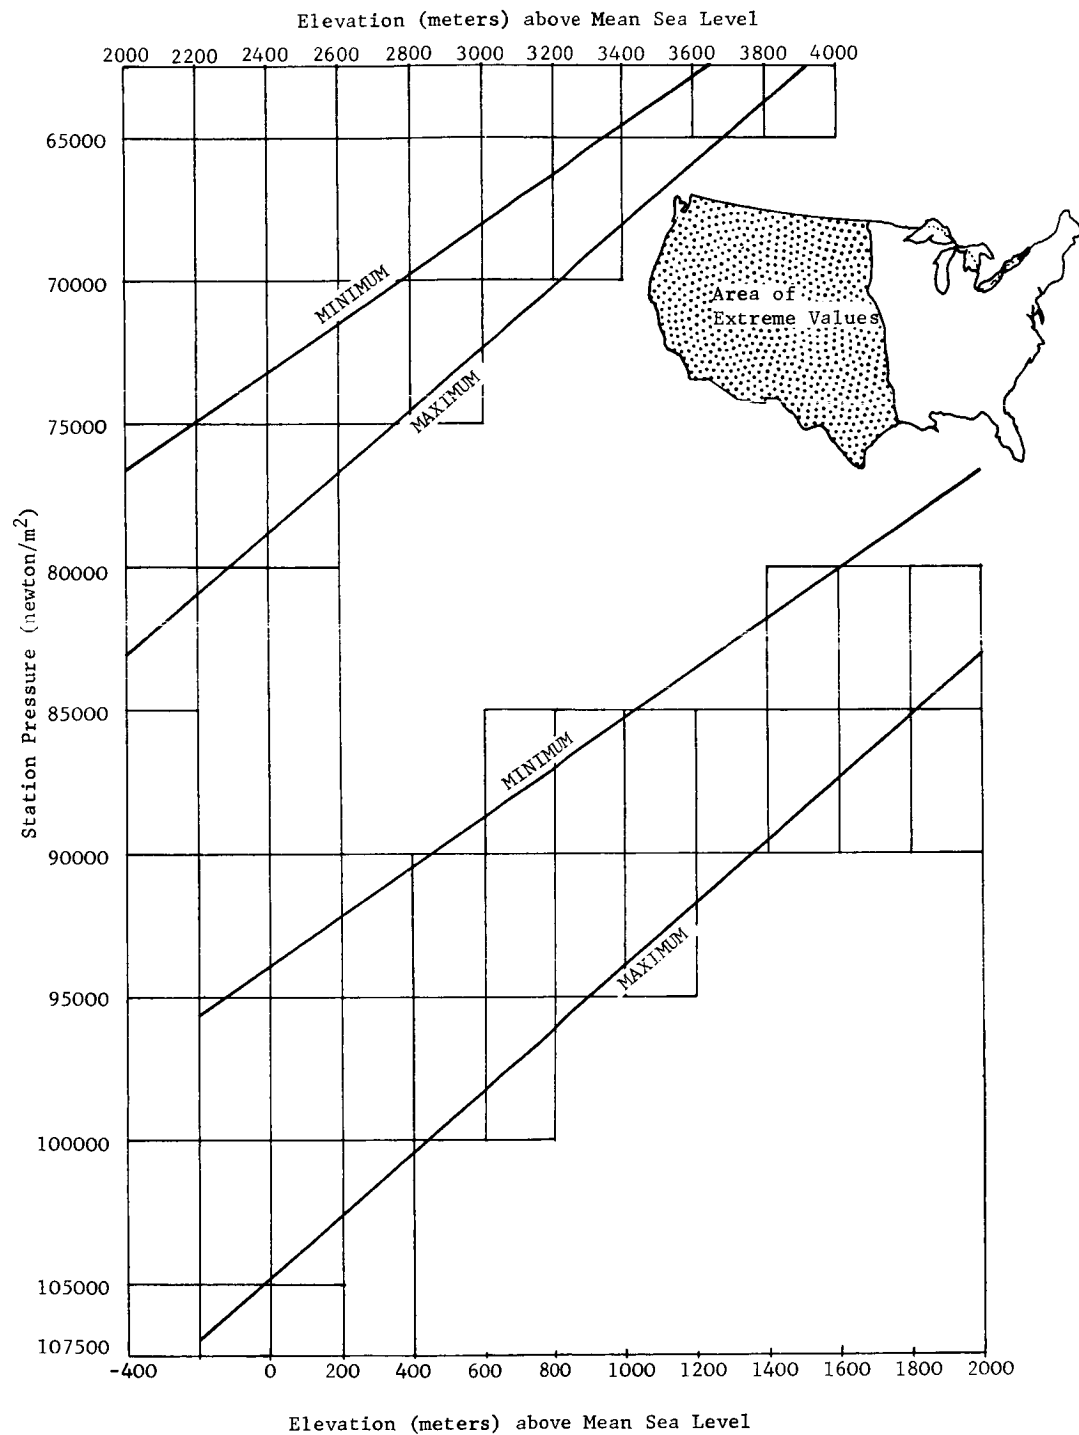 Elevation (meters) above Mean Sea Level
2000 2200 2400 2600 2800 3000 3200 3400 3600 3800 4000
65000
70000
75000
80000
85000
90000
95000
100000
105000
107500
Station Pressure (newton/m²)
MINIMUM
MAXIMUM
Area of
Extreme Values
MINIMUM
MAXIMUM
-400 0 200 400 600 800 1000 1200 1400 1600 1800 2000
Elevation (meters) above Mean Sea Level